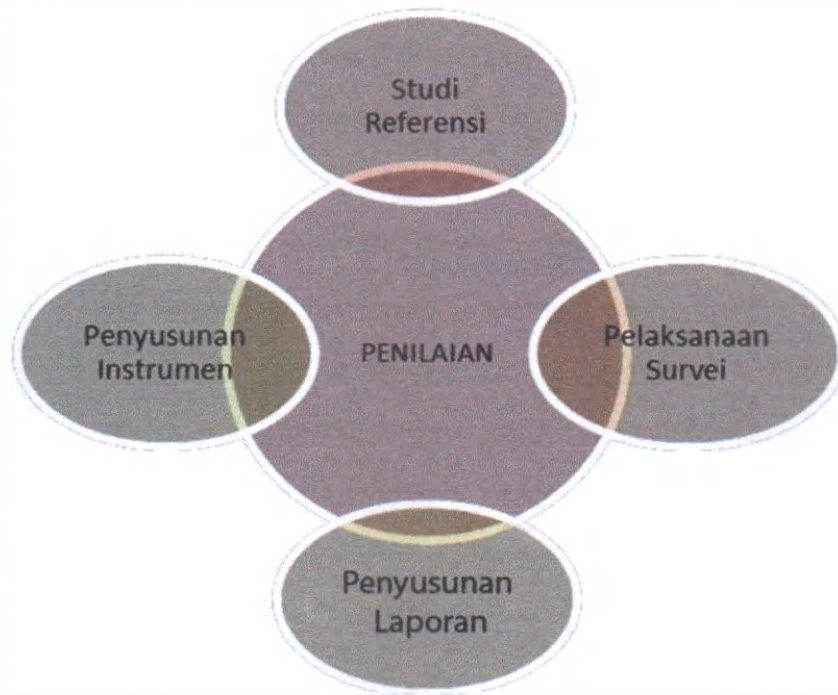 Studi
Referensi
Penyusunan
Instrumen
PENILAIAN
Pelaksanaan
Survei
Penyusunan
Laporan